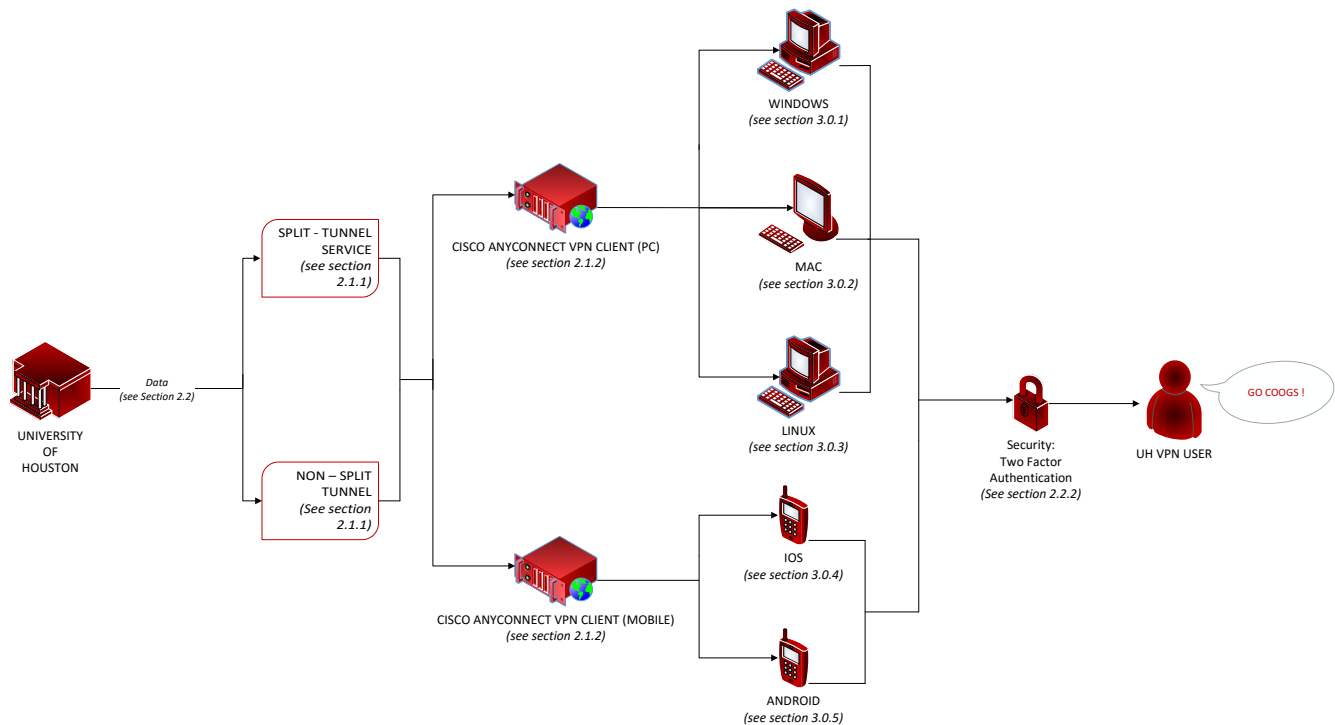 UNIVERSITY
OF
HOUSTON
Data
(see Section 2.2)
SPLIT - TUNNEL
SERVICE
(see section
2.1.1)
NON – SPLIT
TUNNEL
(See section
2.1.1)
CISCO ANYCONNECT VPN CLIENT (PC)
(see section 2.1.2)
CISCO ANYCONNECT VPN CLIENT (MOBILE)
(see section 2.1.2)
WINDOWS
(see section 3.0.1)
MAC
(see section 3.0.2)
LINUX
(see section 3.0.3)
IOS
(see section 3.0.4)
ANDROID
(see section 3.0.5)
Security:
Two Factor
Authentication
(See section 2.2.2)
UH VPN USER
GO COOGS !